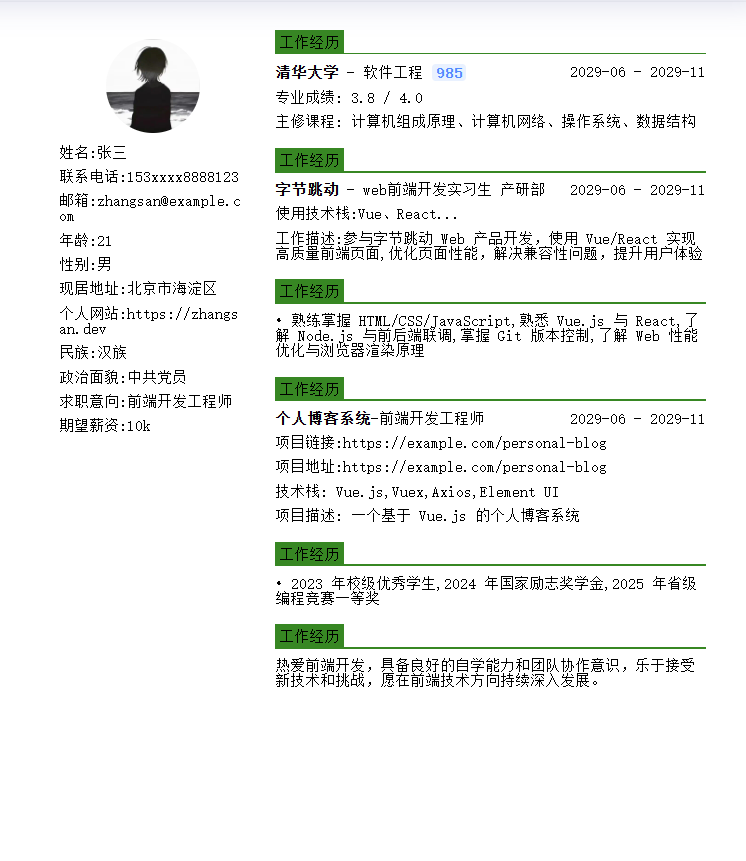 姓名:张三
联系电话:153xxxx8888123
邮箱:zhangsan@example.c
om
年龄:21
性别:男
现居地址:北京市海淀区
个人网站:https://zhangs
an.dev
民族:汉族
政治面貌:中共党员
求职意向:前端开发工程师
期望薪资:10k
工作经历
清华大学 - 软件工程 985 2029-06 - 2029-11
专业成绩: 3.8 / 4.0
主修课程: 计算机组成原理、计算机网络、操作系统、数据结构
工作经历
字节跳动 - web前端开发实习生 产研部 2029-06 - 2029-11
使用技术栈:Vue、React...
工作描述:参与字节跳动 Web 产品开发，使用 Vue/React 实现
高质量前端页面,优化页面性能，解决兼容性问题，提升用户体验
工作经历
• 熟练掌握 HTML/CSS/JavaScript,熟悉 Vue.js 与 React,了
解 Node.js 与前后端联调,掌握 Git 版本控制,了解 Web 性能
优化与浏览器渲染原理
工作经历
个人博客系统-前端开发工程师 2029-06 - 2029-11
项目链接:https://example.com/personal-blog
项目地址:https://example.com/personal-blog
技术栈: Vue.js,Vuex,Axios,Element UI
项目描述: 一个基于 Vue.js 的个人博客系统
工作经历
• 2023 年校级优秀学生,2024 年国家励志奖学金,2025 年省级
编程竞赛一等奖
工作经历
热爱前端开发，具备良好的自学能力和团队协作意识，乐于接受
新技术和挑战，愿在前端技术方向持续深入发展。